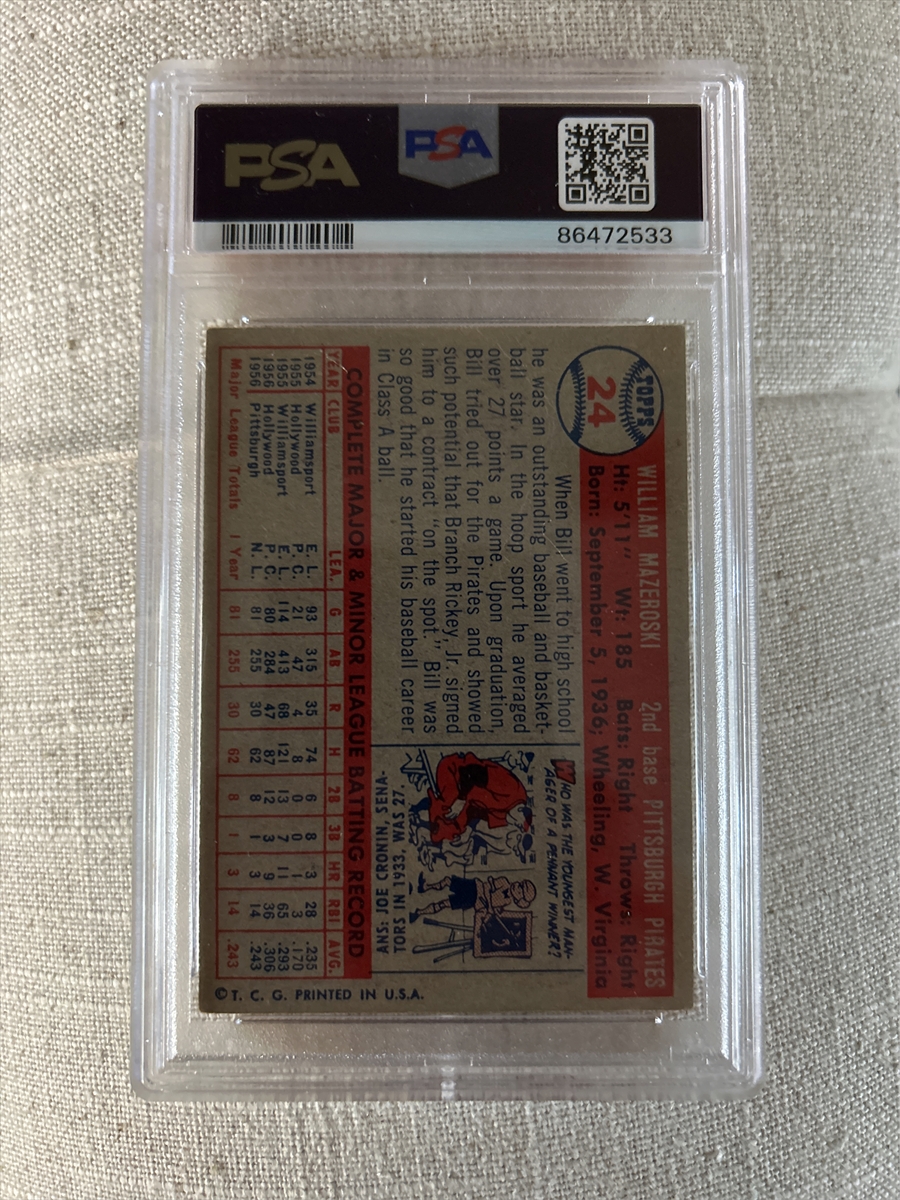 PSA
PSA
86472533
TOPPS
24
WILLIAM MAZEROSKI 2nd base PITTSBURGH PIRATES
Ht: 5'11" Wt: 185 Bats: Right Throws: Right
Born: September 5, 1936; Wheeling, W. Virginia
When Bill went to high school
he was an outstanding baseball and basket-
ball star. In the hoop sport he averaged
over 27 points a game. Upon graduation,
Bill tried out for the Pirates and showed
such potential that Branch Rickey, Jr. signed
him to a contract "on the spot." Bill was
so good that he started his baseball career
in Class A ball.
WHO WAS THE YOUNGEST MAN-
AGER OF A PENNANT WINNER?
ANS: JOE CRONIN, SENA-
TORS IN 1933, WAS 27.
COMPLETE MAJOR & MINOR LEAGUE BATTING RECORD
YEAR CLUB LEA. G AB R H 2B 3B HR RBI AVG.
1954 Williamsport E. L. 93 315 35 74 6 8 3 28 .235
1955 Hollywood P. C. 21 47 4 8 0 0 1 3 .170
1955 Williamsport E. L. 114 413 68 121 13 7 11 65 .293
1956 Hollywood P. C. 80 284 47 87 12 3 9 36 .306
1956 Pittsburgh N. L. 81 255 30 62 8 1 3 14 .243
Major League Totals 1 Year 81 255 30 62 8 1 3 14 .243
© T. C. G. PRINTED IN U.S.A.